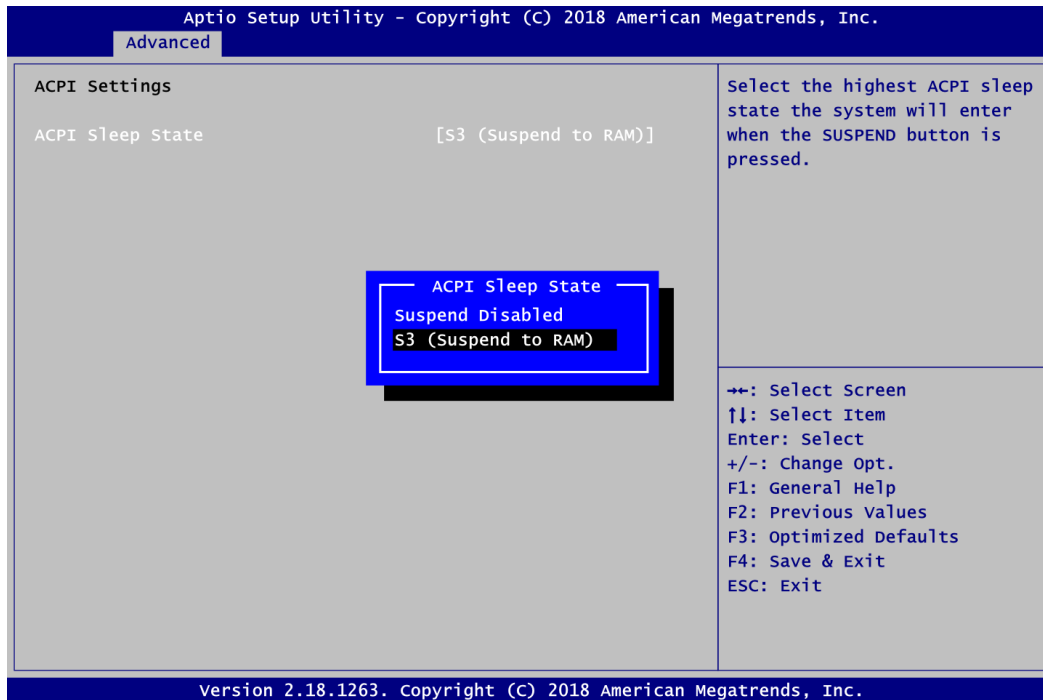 Aptio Setup Utility - Copyright (C) 2018 American Megatrends, Inc.
Advanced
ACPI Settings
ACPI Sleep State [S3 (Suspend to RAM)]
ACPI Sleep State
Suspend Disabled
S3 (Suspend to RAM)
Select the highest ACPI sleep
state the system will enter
when the SUSPEND button is
pressed.
→←: Select Screen
↑↓: Select Item
Enter: Select
+/-: Change Opt.
F1: General Help
F2: Previous Values
F3: Optimized Defaults
F4: Save & Exit
ESC: Exit
Version 2.18.1263. Copyright (C) 2018 American Megatrends, Inc.